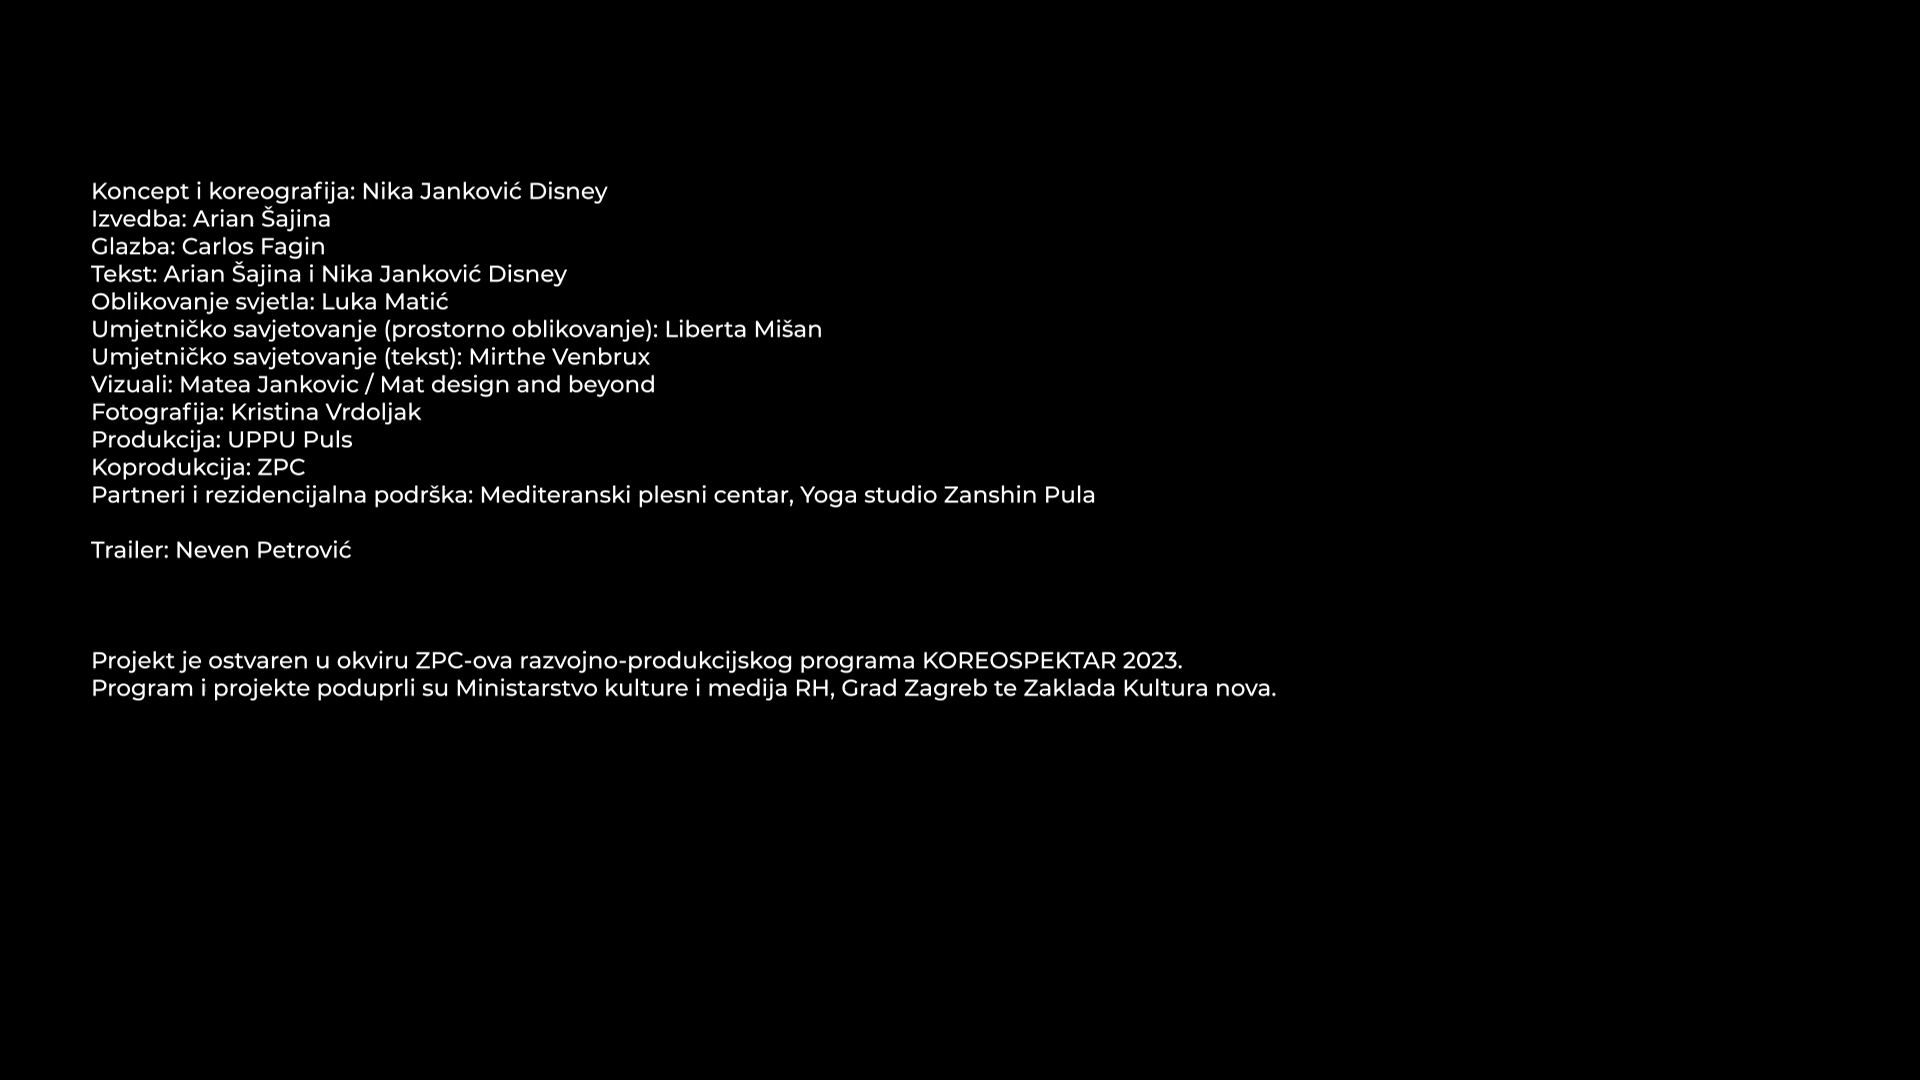 Koncept i koreografija: Nika Janković Disney
Izvedba: Arian Šajina
Glazba: Carlos Fagin
Tekst: Arian Šajina i Nika Janković Disney
Oblikovanje svjetla: Luka Matić
Umjetničko savjetovanje (prostorno oblikovanje): Liberta Mišan
Umjetničko savjetovanje (tekst): Mirthe Venbrux
Vizuali: Matea Jankovic / Mat design and beyond
Fotografija: Kristina Vrdoljak
Produkcija: UPPU Puls
Koprodukcija: ZPC
Partneri i rezidencijalna podrška: Mediteranski plesni centar, Yoga studio Zanshin Pula
Trailer: Neven Petrović
Projekt je ostvaren u okviru ZPC-ova razvojno-produkcijskog programa KOREOSPEKTAR 2023.
Program i projekte poduprli su Ministarstvo kulture i medija RH, Grad Zagreb te Zaklada Kultura nova.